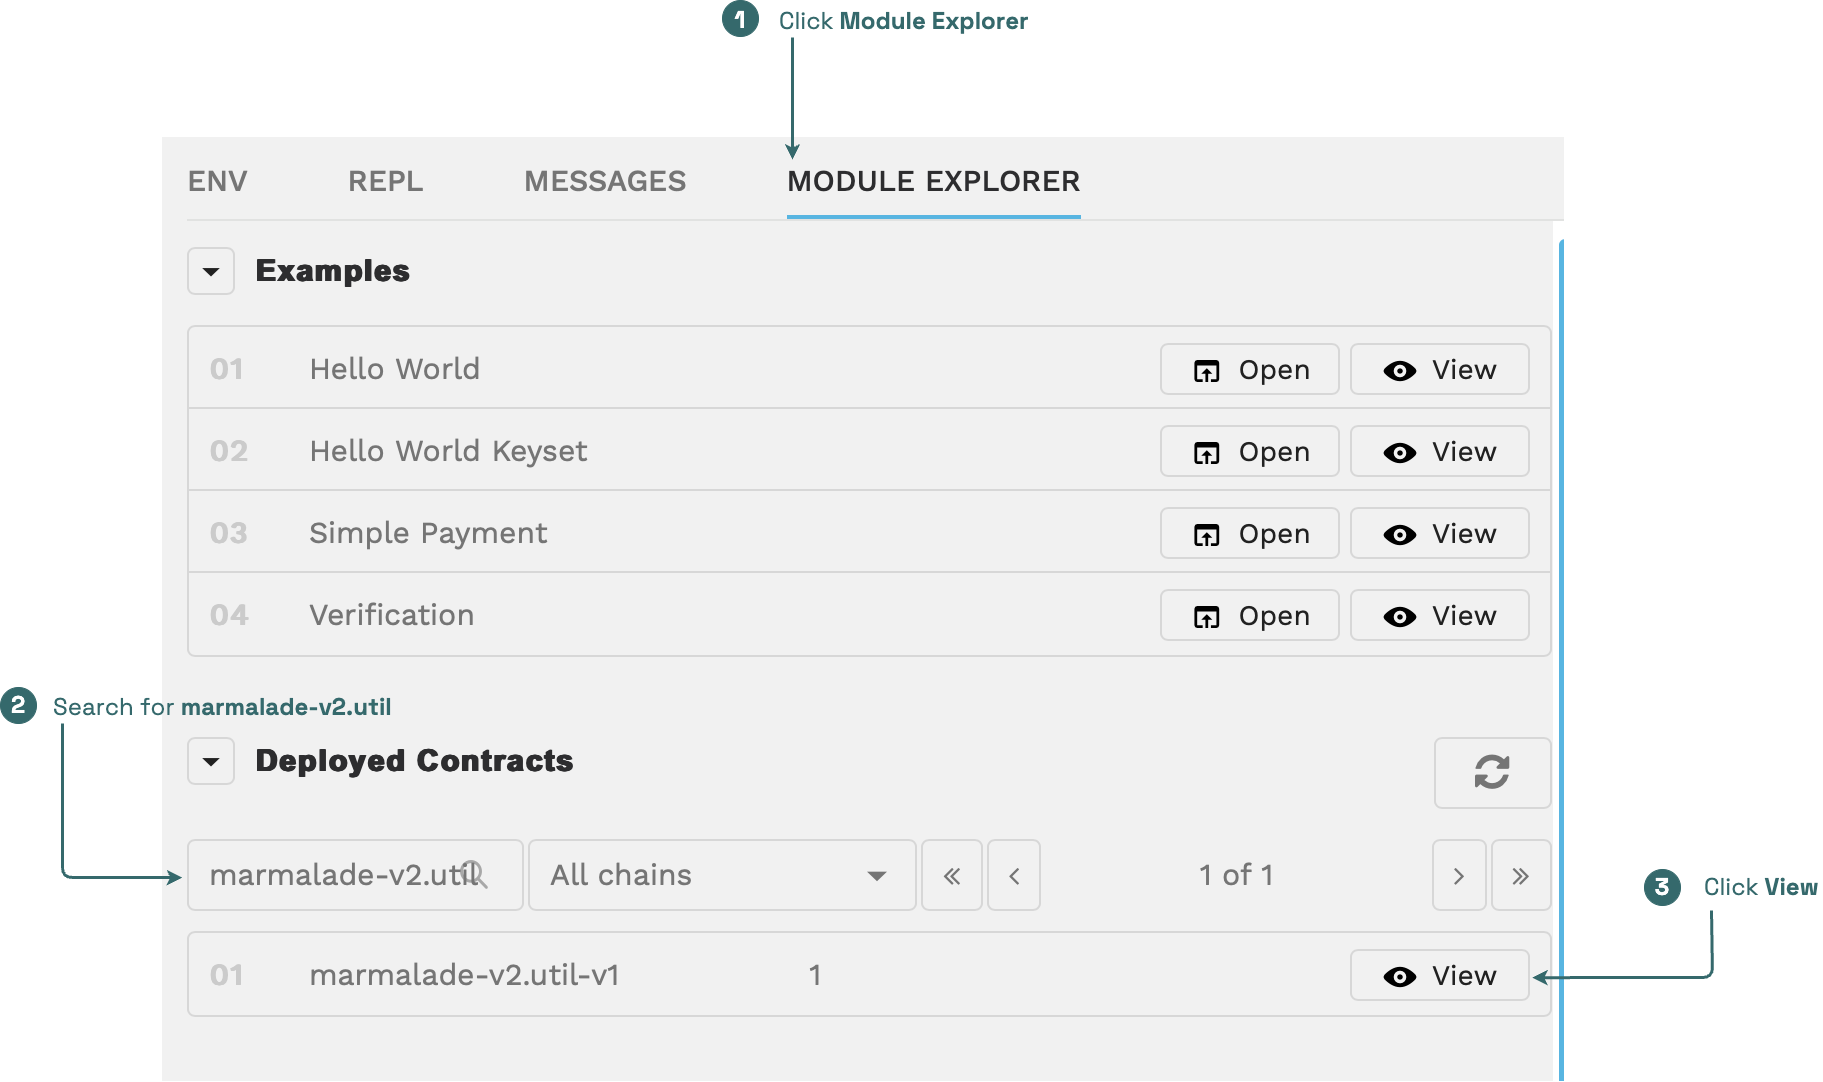 1 Click Module Explorer
ENV REPL MESSAGES MODULE EXPLORER
Examples
01 Hello World Open View
02 Hello World Keyset Open View
03 Simple Payment Open View
04 Verification Open View
2 Search for marmalade-v2.util
Deployed Contracts
marmalade-v2.util All chains « ‹ 1 of 1 › »
3 Click View
01 marmalade-v2.util-v1 1 View